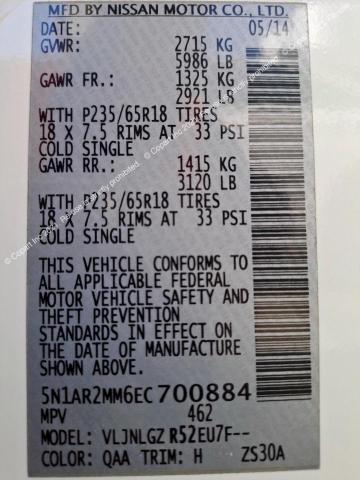 MFD BY NISSAN MOTOR CO., LTD.
DATE: 05/14
GVWR: 2715 KG
5986 LB
GAWR FR.: 1325 KG
2921 LB
WITH P235/65R18 TIRES
18 X 7.5 RIMS AT 33 PSI
COLD SINGLE
GAWR RR.: 1415 KG
3120 LB
WITH P235/65R18 TIRES
18 X 7.5 RIMS AT 33 PSI
COLD SINGLE
THIS VEHICLE CONFORMS TO
ALL APPLICABLE FEDERAL
MOTOR VEHICLE SAFETY AND
THEFT PREVENTION
STANDARDS IN EFFECT ON
THE DATE OF MANUFACTURE
SHOWN ABOVE.
5N1AR2MM6EC700884
MPV 462
MODEL: VLJNLGZ R52EU7F--
COLOR: QAA TRIM: H ZS30A